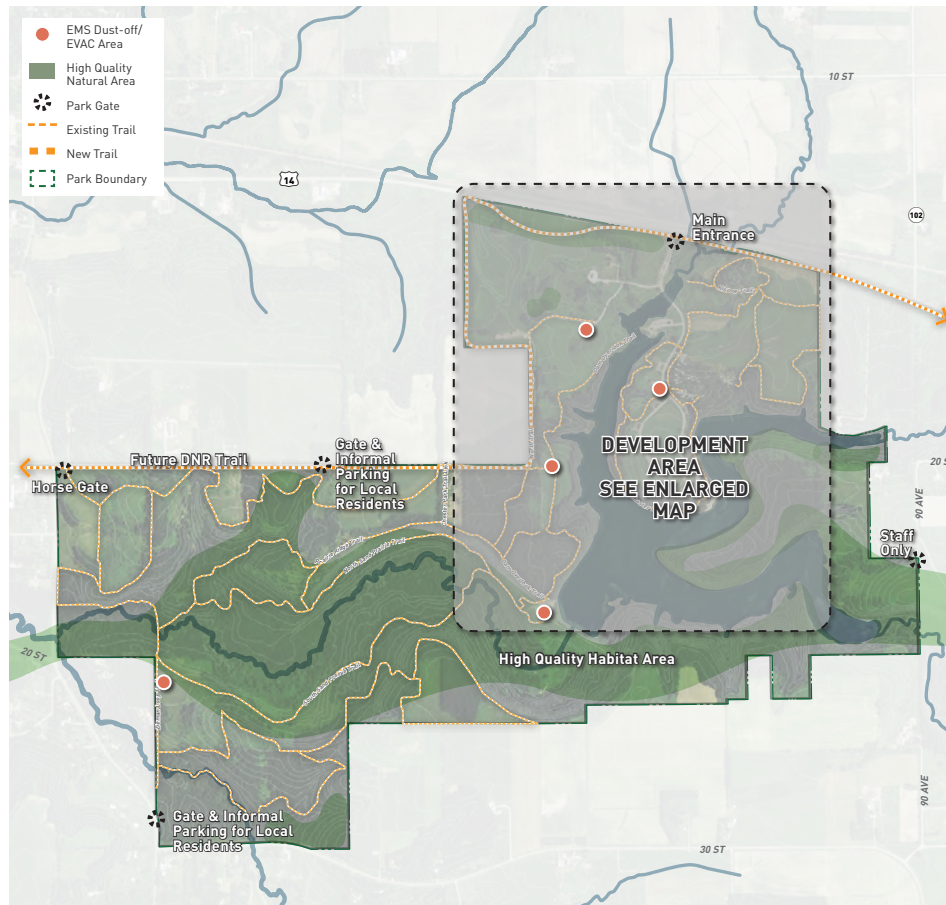 EMS Dust-off/
EVAC Area
High Quality
Natural Area
Park Gate
Existing Trail
New Trail
Park Boundary
10 ST
14
102
Main
Entrance
Future DNR Trail
Horse Gate
Gate &
Informal
Parking
for Local
Residents
DEVELOPMENT
AREA
SEE ENLARGED
MAP
20 S
90 AVE
Staff
Only
20 ST
High Quality Habitat Area
Gate & Informal
Parking for Local
Residents
90 AVE
30 ST